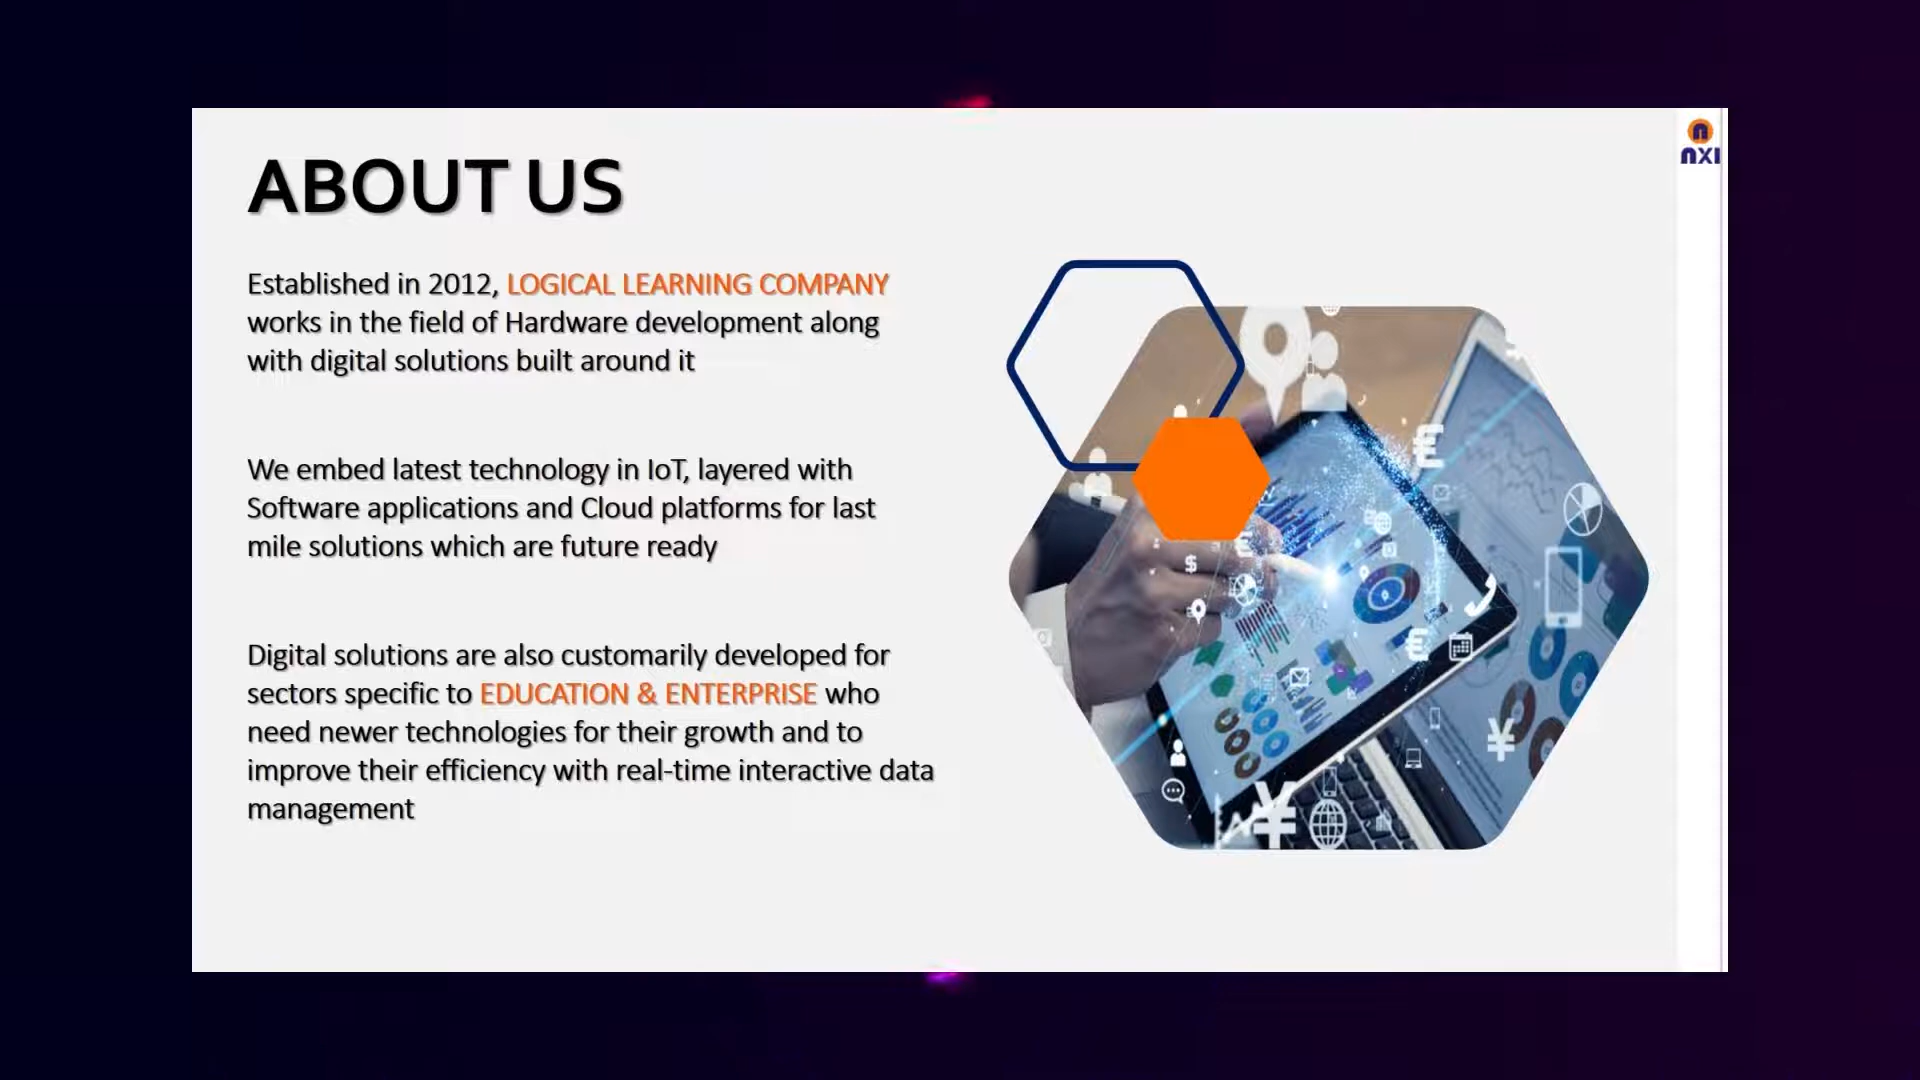 ABOUT US
Established in 2012, LOGICAL LEARNING COMPANY
works in the field of Hardware development along
with digital solutions built around it
We embed latest technology in IoT, layered with
Software applications and Cloud platforms for last
mile solutions which are future ready
Digital solutions are also customarily developed for
sectors specific to EDUCATION & ENTERPRISE who
need newer technologies for their growth and to
improve their efficiency with real-time interactive data
management
n
nxi